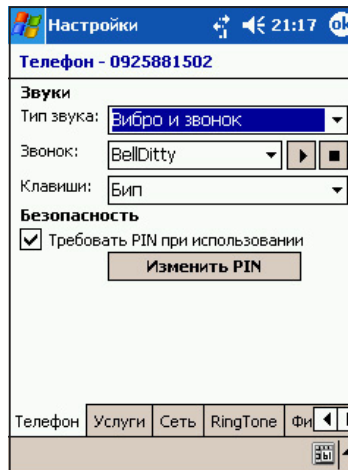 Настройки 21:17 ok
Телефон - 0925881502
Звуки
Тип звука: Вибро и звонок
Звонок: BellDitty
Клавиши: Бип
Безопасность
Требовать PIN при использовании
Изменить PIN
Телефон Услуги Сеть RingTone Фи